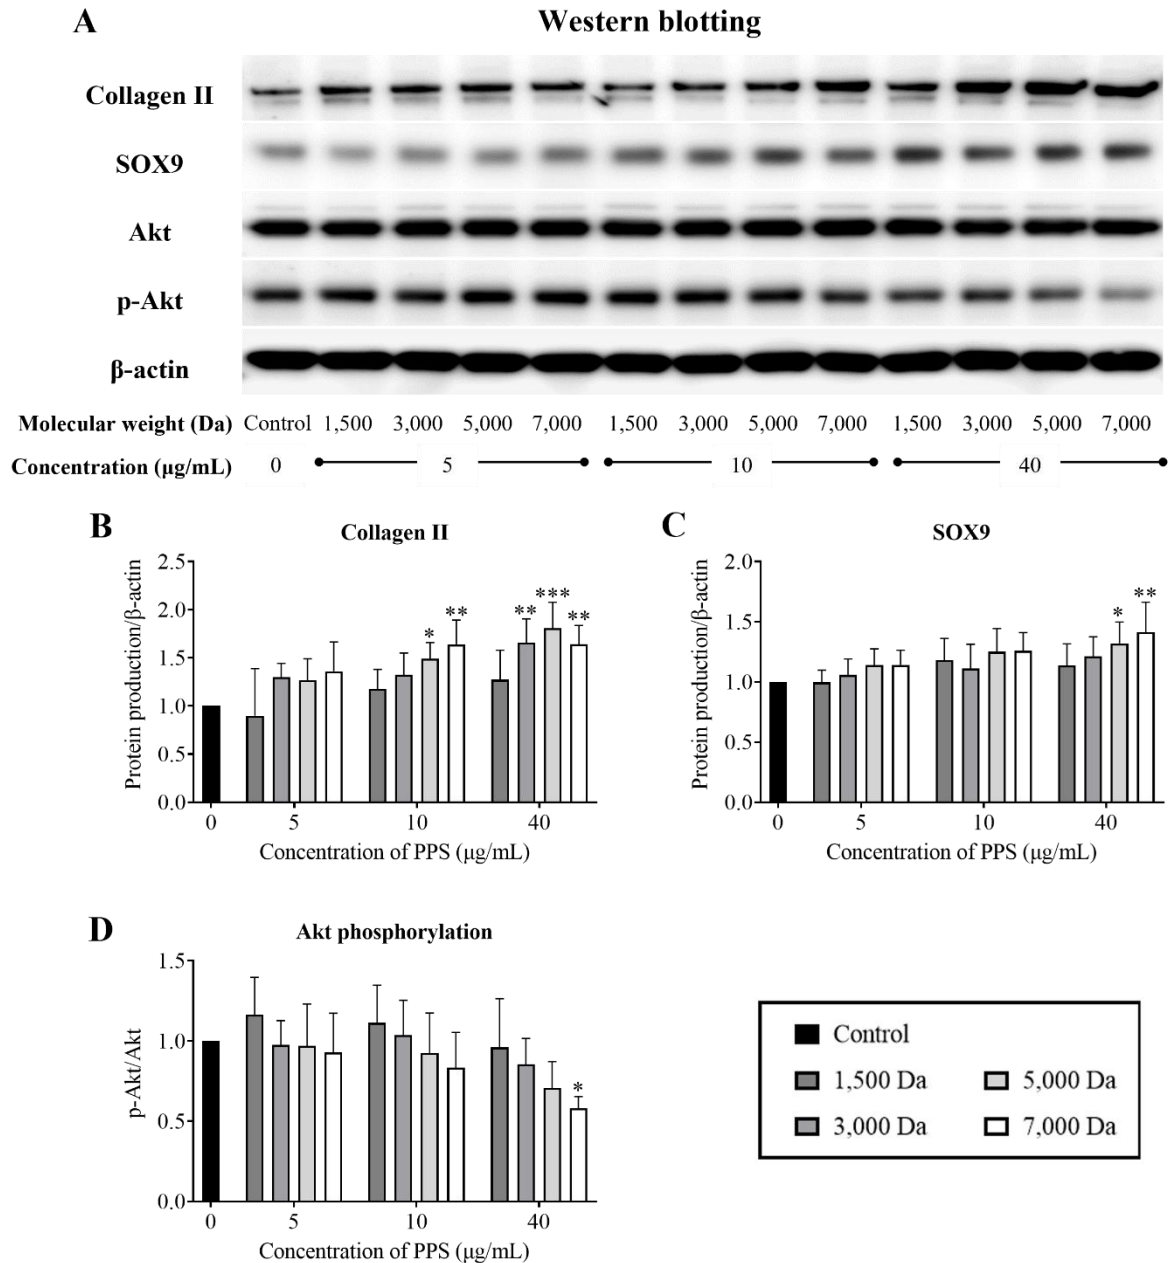 A
Western blotting
Collagen II
SOX9
Akt
p-Akt
β-actin
Molecular weight (Da) Control 1,500 3,000 5,000 7,000 1,500 3,000 5,000 7,000 1,500 3,000 5,000 7,000
Concentration (μg/mL) 0 5 10 40
B
Collagen II
Protein production/β-actin
2.5
2.0
1.5
1.0
0.5
0.0
* ** ** *** **
0 5 10 40
Concentration of PPS (μg/mL)
C
SOX9
Protein production/β-actin
2.0
1.5
1.0
0.5
0.0
* **
0 5 10 40
Concentration of PPS (μg/mL)
D
Akt phosphorylation
p-Akt/Akt
1.5
1.0
0.5
0.0
*
0 5 10 40
Concentration of PPS (μg/mL)
Control
1,500 Da 5,000 Da
3,000 Da 7,000 Da